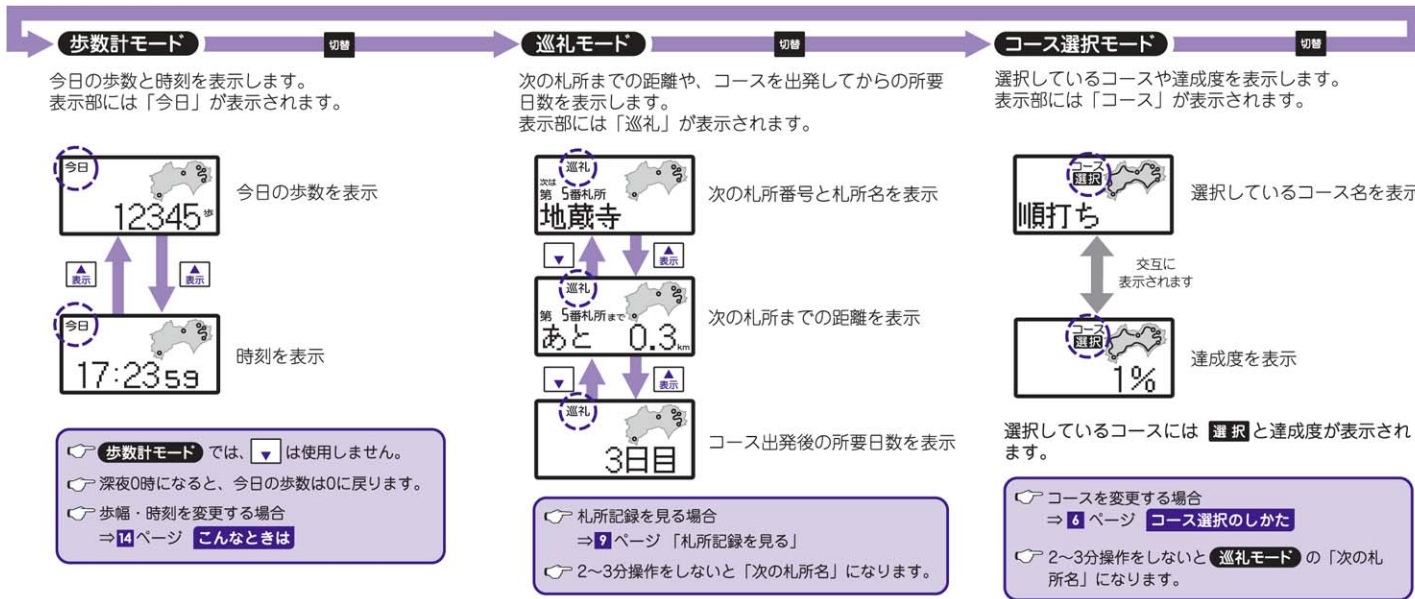 歩数計モード
切替
今日の歩数と時刻を表示します。
表示部には「今日」が表示されます。
今日
12345歩
今日の歩数を表示
▲表示
▲表示
今日
17:2359
時刻を表示
歩数計モード では、▼は使用しません。
深夜0時になると、今日の歩数は0に戻ります。
歩幅・時刻を変更する場合
⇒14ページ こんなときは
巡礼モード
切替
次の札所までの距離や、コースを出発してからの所要
日数を表示します。
表示部には「巡礼」が表示されます。
巡礼
次は
第 5番札所
地蔵寺
次の札所番号と札所名を表示
▼
▲表示
巡礼
第 5番札所まで
あと 0.3km
次の札所までの距離を表示
▼
▲表示
巡礼
3日目
コース出発後の所要日数を表示
札所記録を見る場合
⇒9ページ 「札所記録を見る」
2〜3分操作をしないと「次の札所名」になります。
コース選択モード
切替
選択しているコースや達成度を表示します。
表示部には「コース」が表示されます。
コース
選択
順打ち
選択しているコース名を表示
交互に
表示されます
コース
選択
1%
達成度を表示
選択しているコースには 選択 と達成度が表示され
ます。
コースを変更する場合
⇒ 6 ページ コース選択のしかた
2〜3分操作をしないと 巡礼モード の「次の札
所名」になります。